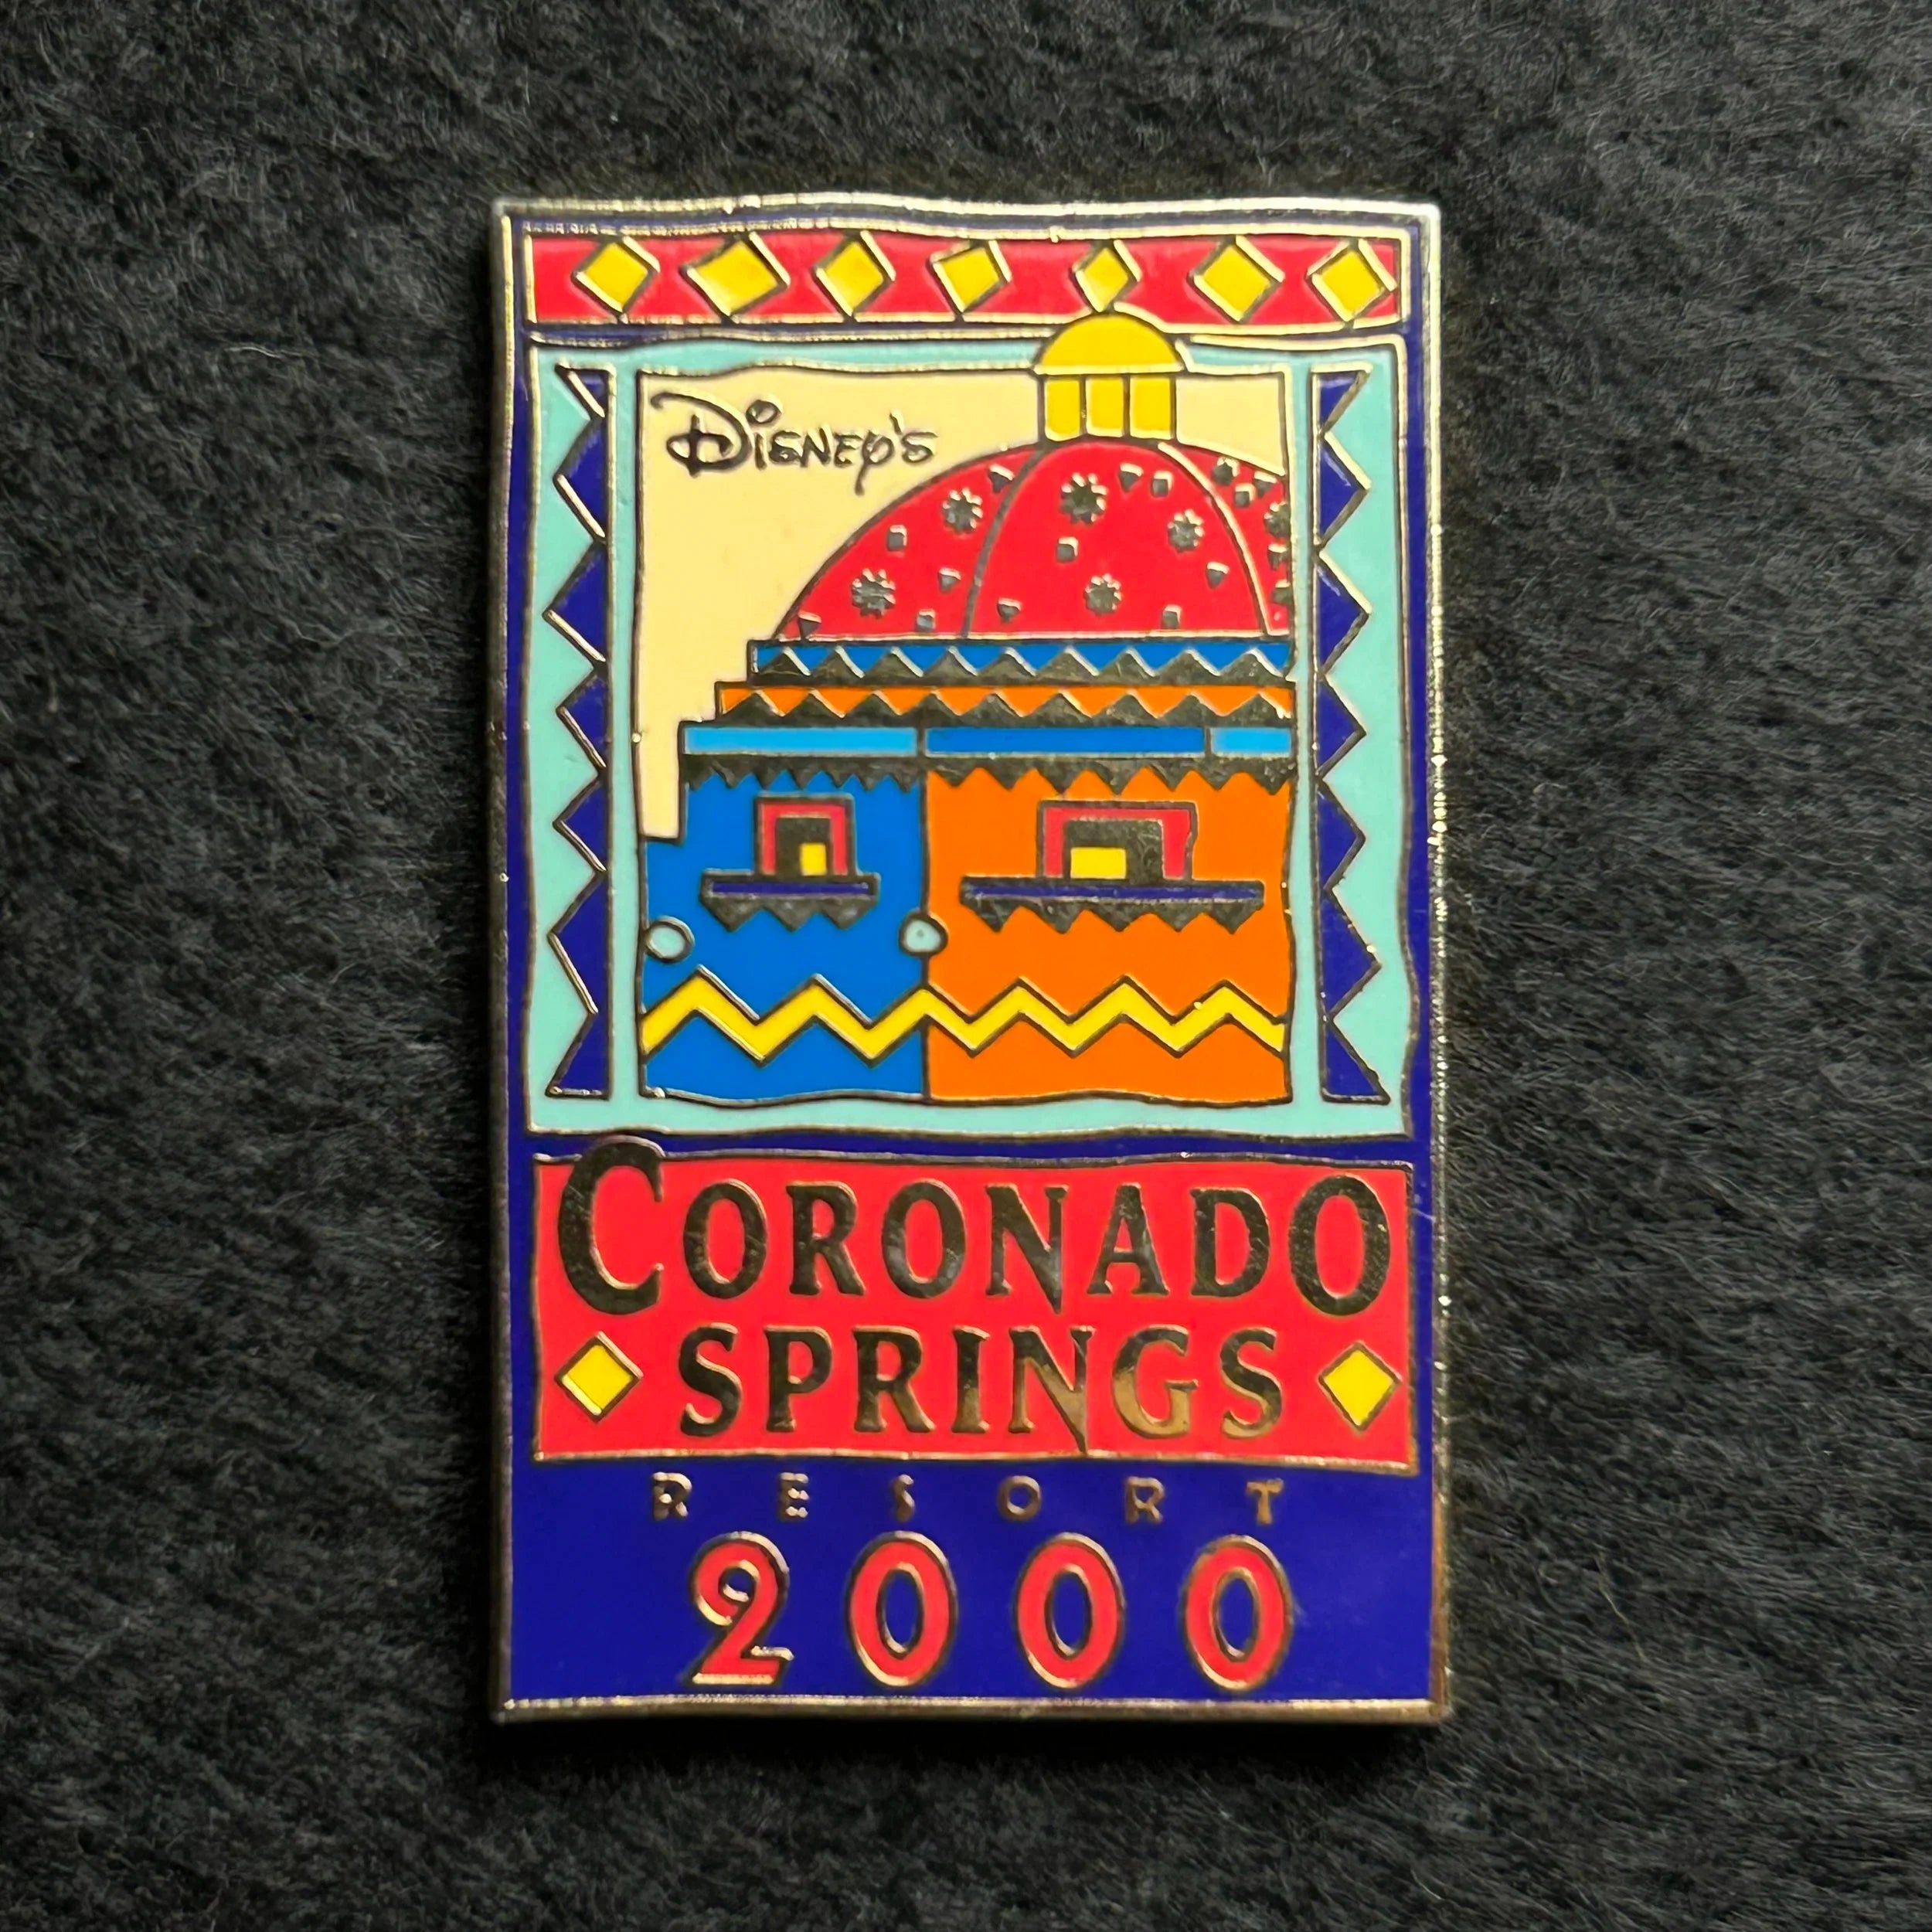 Disney's
CORONADO
SPRINGS
RESORT
2000